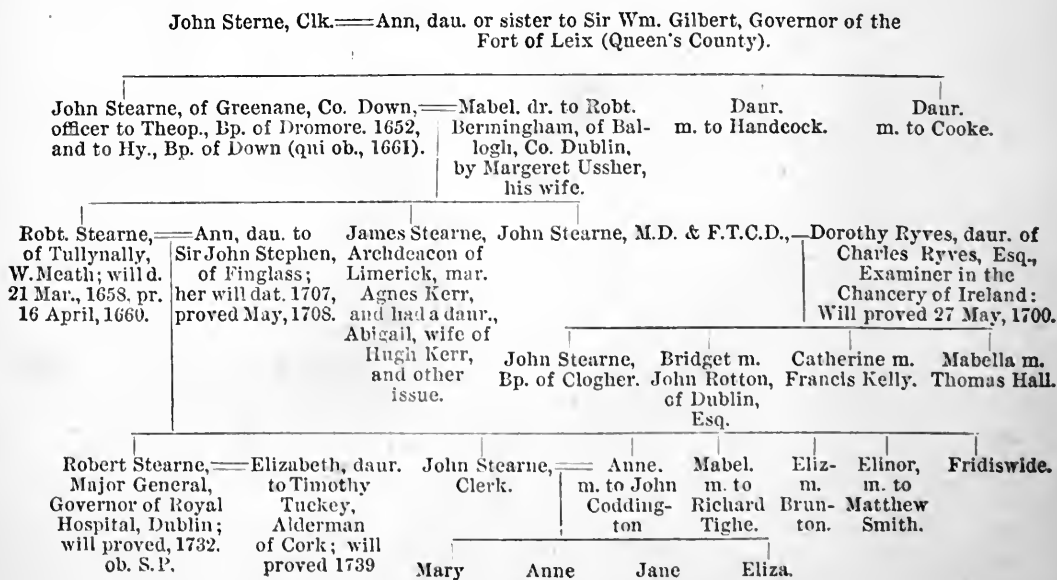 John Sterne, Clk.══Ann, dau. or sister to Sir Wm. Gilbert, Governor of the
Fort of Leix (Queen's County).
John Stearne, of Greenane, Co. Down,
officer to Theop., Bp. of Dromore. 1652,
and to Hy., Bp. of Down (qui ob., 1661).
Mabel. dr. to Robt.
Bermingham, of Bal-
logh, Co. Dublin,
by Margeret Ussher,
his wife.
Daur.
m. to Handcock.
Daur.
m. to Cooke.
Robt. Stearne,
of Tullynally,
W. Meath; will d.
21 Mar., 1658. pr.
16 April, 1660.
Ann, dau. to
Sir John Stephen,
of Finglass;
her will dat. 1707,
proved May, 1708.
James Stearne,
Archdeacon of
Limerick, mar.
Agnes Kerr,
and had a daur.,
Abigail, wife of
Hugh Kerr,
and other
issue.
John Stearne, M.D. & F.T.C.D.,
Dorothy Ryves, daur. of
Charles Ryves, Esq.,
Examiner in the
Chancery of Ireland:
Will proved 27 May, 1700.
John Stearne,
Bp. of Clogher.
Bridget m.
John Rotton,
of Dublin,
Esq.
Catherine m.
Francis Kelly.
Mabella m.
Thomas Hall.
Robert Stearne,
Major General,
Governor of Royal
Hospital, Dublin;
will proved, 1732.
ob. S.P.
Elizabeth, daur.
to Timothy
Tuckey,
Alderman
of Cork; will
proved 1739
John Stearne,
Clerk.
Anne.
m. to John
Codding-
ton
Mabel.
m. to
Richard
Tighe.
Eliz-
m.
Brun-
ton.
Elinor,
m. to
Matthew
Smith.
Fridiswide.
Mary
Anne
Jane
Eliza.